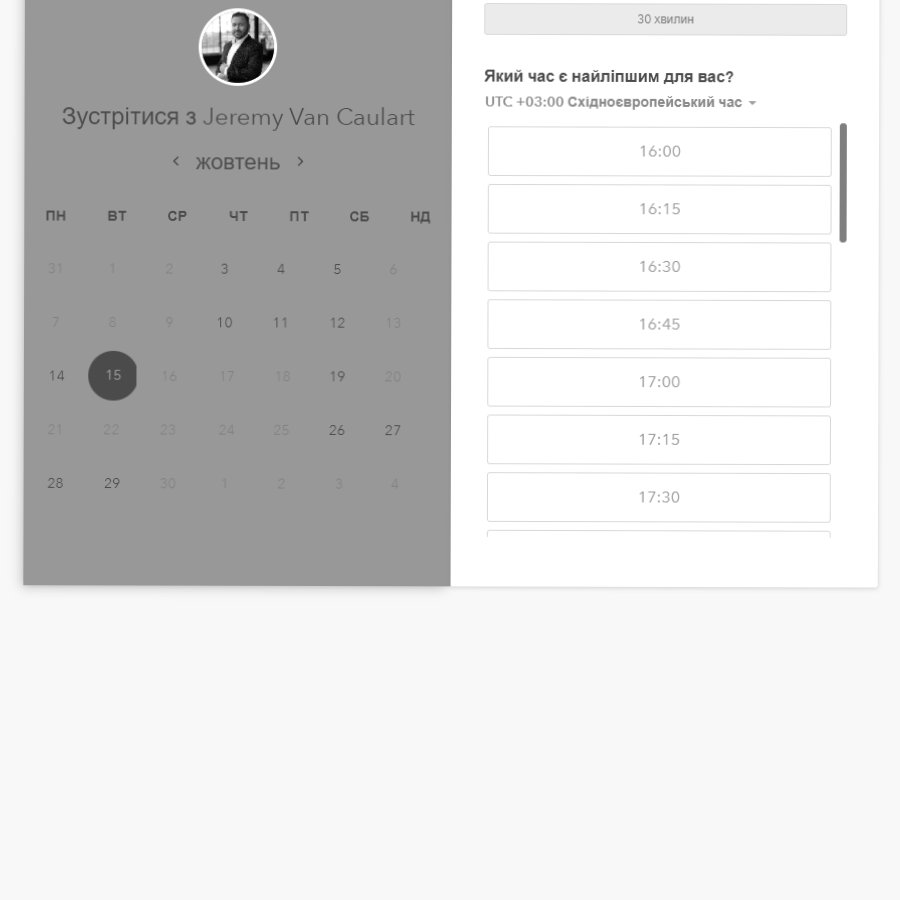 Зустрітися з Jeremy Van Caulart
жовтень
ПН ВТ СР ЧТ ПТ СБ НД
31 1 2 3 4 5 6
7 8 9 10 11 12 13
14 15 16 17 18 19 20
21 22 23 24 25 26 27
28 29 30 1 2 3 4
30 хвилин
Який час є найліпшим для вас?
UTC +03:00 Східноєвропейський час
16:00
16:15
16:30
16:45
17:00
17:15
17:30